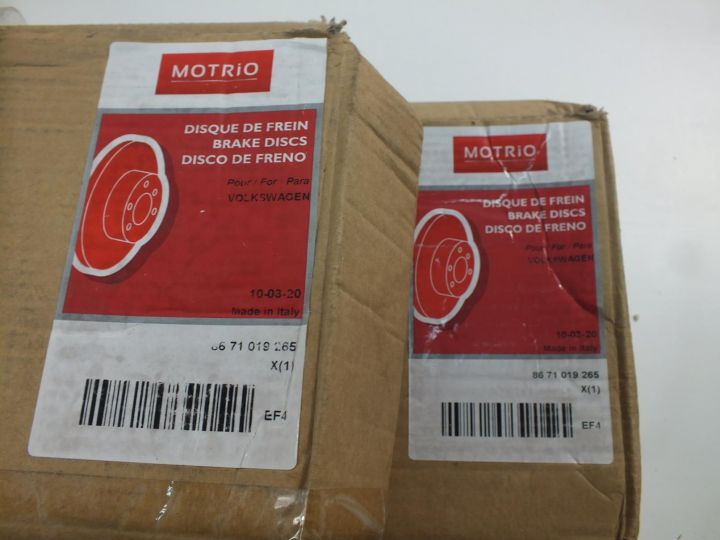 MOTRiO
DISQUE DE FREIN
BRAKE DISCS
DISCO DE FRENO
Pour / For / Para
VOLKSWAGEN
10-03-20
Made in Italy
86 71 019 265
X(1)
EF4
MOTRiO
DISQUE DE FREIN
BRAKE DISCS
DISCO DE FRENO
Pour / For / Para
VOLKSWAGEN
10-03-20
Made in Italy
86 71 019 265
X(1)
EF4